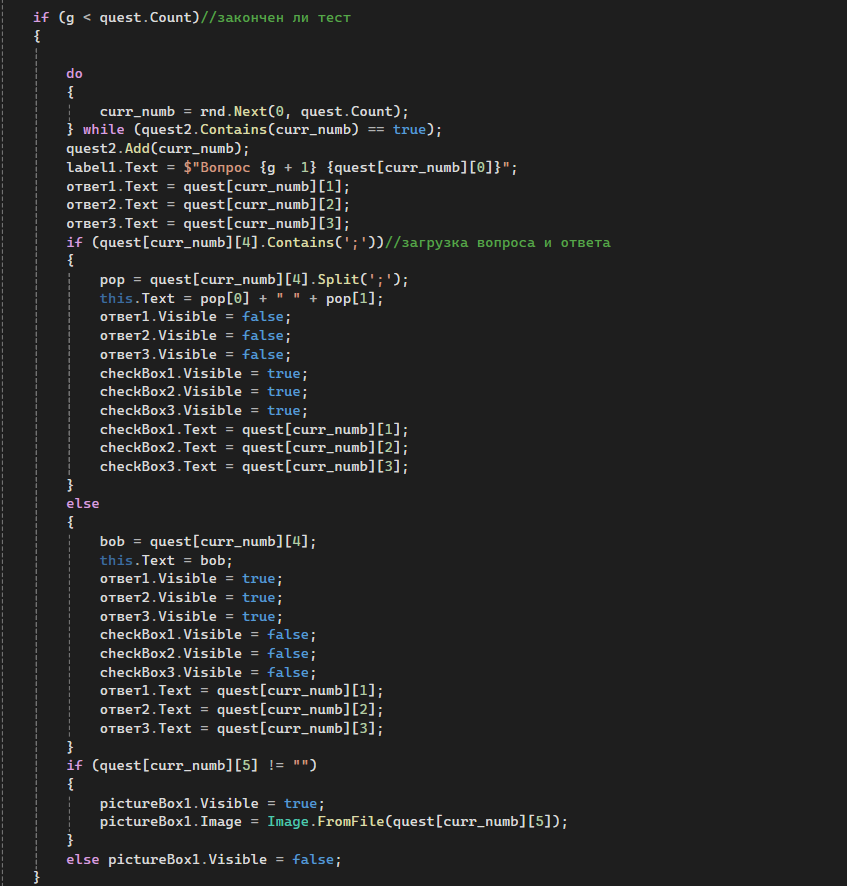 if (g < quest.Count)//закончен ли тест
{
do
{
curr_numb = rnd.Next(0, quest.Count);
} while (quest2.Contains(curr_numb) == true);
quest2.Add(curr_numb);
label1.Text = $"Вопрос {g + 1} {quest[curr_numb][0]}";
ответ1.Text = quest[curr_numb][1];
ответ2.Text = quest[curr_numb][2];
ответ3.Text = quest[curr_numb][3];
if (quest[curr_numb][4].Contains(';'))//загрузка вопроса и ответа
{
pop = quest[curr_numb][4].Split(';');
this.Text = pop[0] + " " + pop[1];
ответ1.Visible = false;
ответ2.Visible = false;
ответ3.Visible = false;
checkBox1.Visible = true;
checkBox2.Visible = true;
checkBox3.Visible = true;
checkBox1.Text = quest[curr_numb][1];
checkBox2.Text = quest[curr_numb][2];
checkBox3.Text = quest[curr_numb][3];
}
else
{
bob = quest[curr_numb][4];
this.Text = bob;
ответ1.Visible = true;
ответ2.Visible = true;
ответ3.Visible = true;
checkBox1.Visible = false;
checkBox2.Visible = false;
checkBox3.Visible = false;
ответ1.Text = quest[curr_numb][1];
ответ2.Text = quest[curr_numb][2];
ответ3.Text = quest[curr_numb][3];
}
if (quest[curr_numb][5] != "")
{
pictureBox1.Visible = true;
pictureBox1.Image = Image.FromFile(quest[curr_numb][5]);
}
else pictureBox1.Visible = false;
}